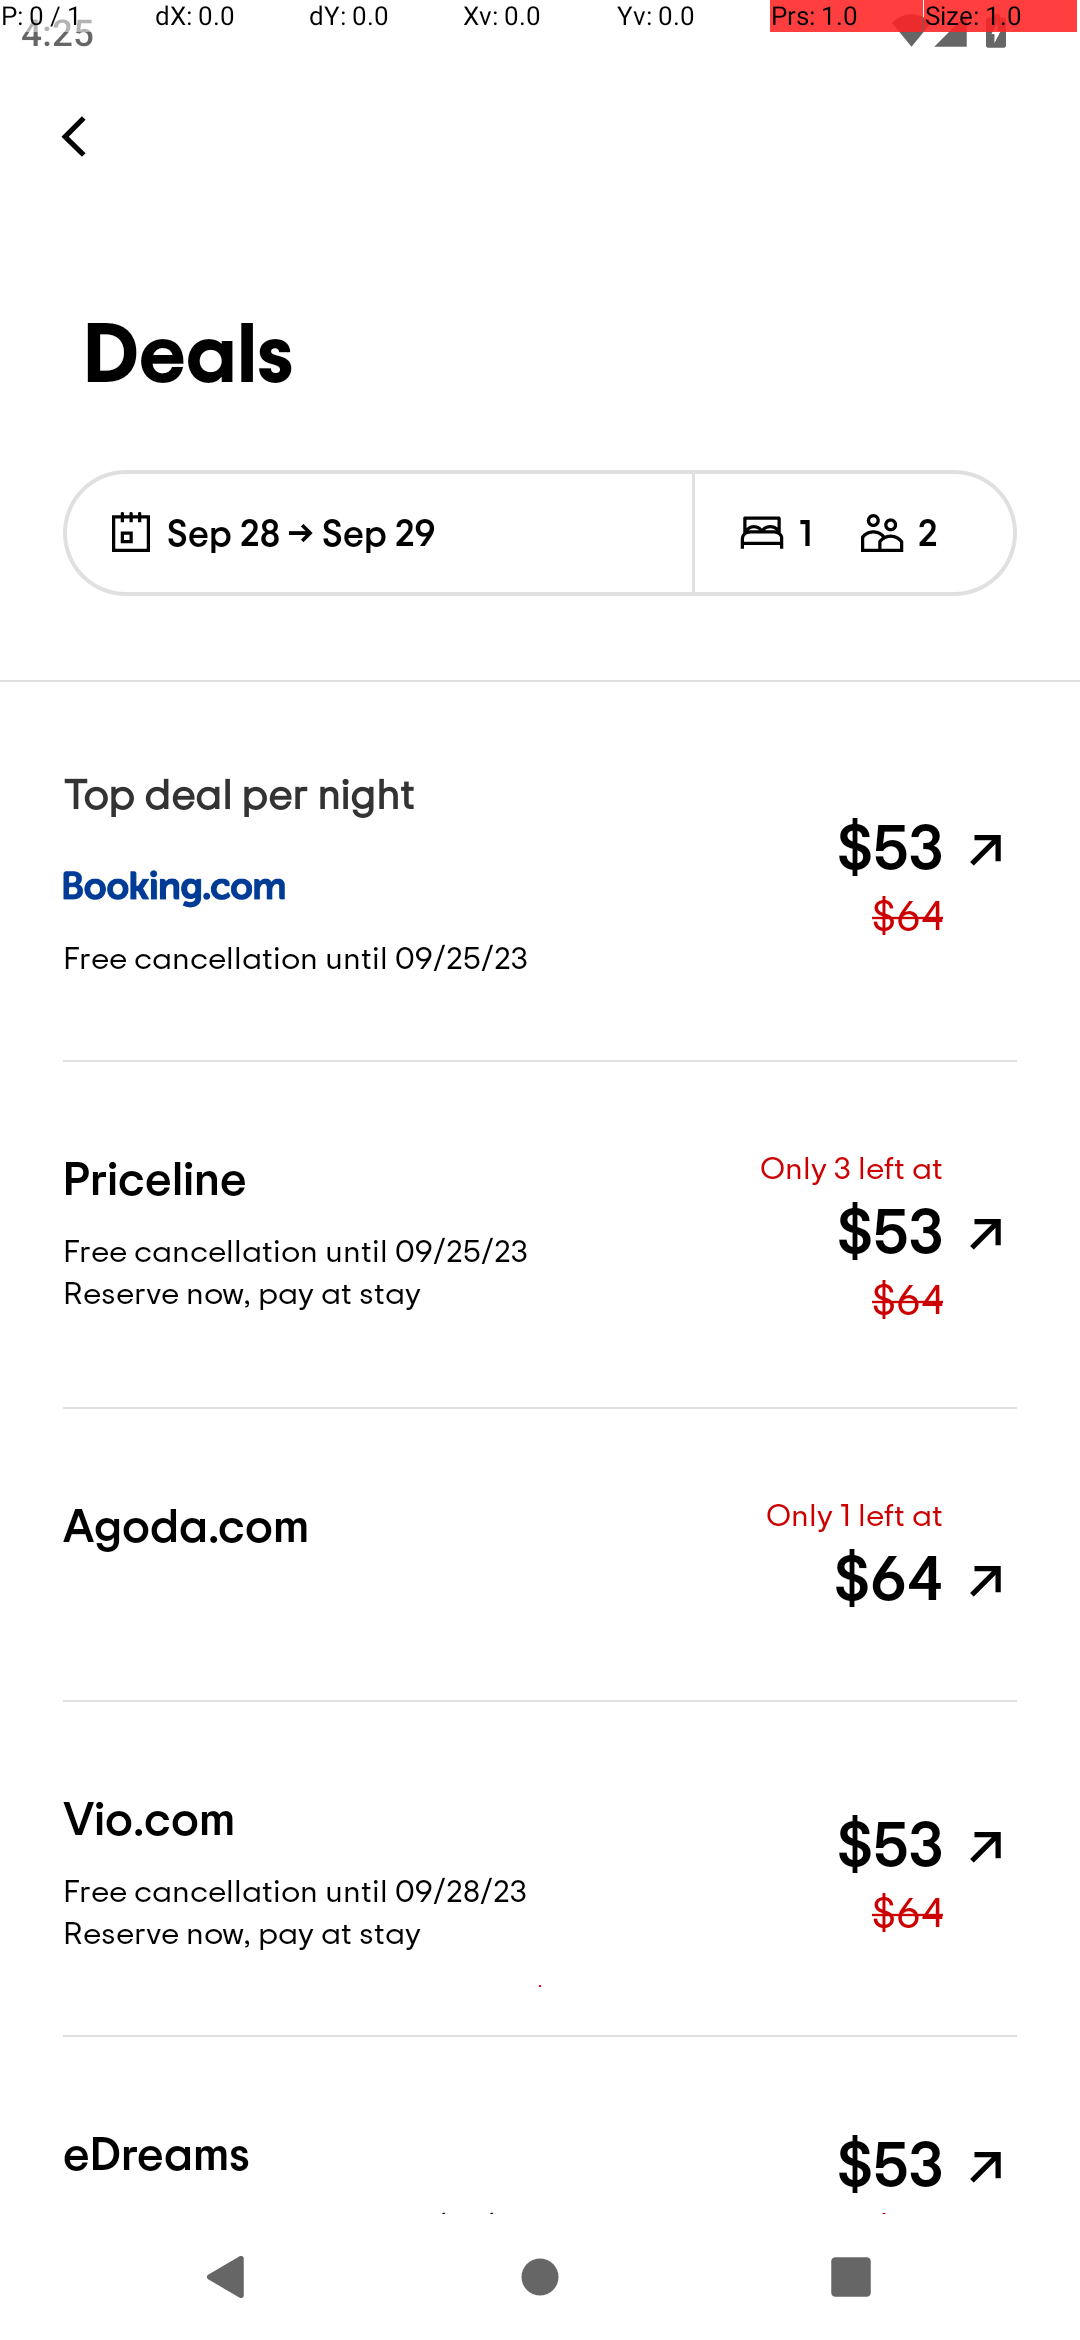 P: 0 / 1 dX: 0.0 dY: 0.0 Xv: 0.0 Yv: 0.0 Prs: 1.0 Size: 1.0
4:25
Deals
Sep 28 → Sep 29 1 2
Top deal per night
Booking.com
Free cancellation until 09/25/23
$53
$64
Priceline
Free cancellation until 09/25/23
Reserve now, pay at stay
Only 3 left at
$53
$64
Agoda.com
Only 1 left at
$64
Vio.com
Free cancellation until 09/28/23
Reserve now, pay at stay
$53
$64
eDreams
$53